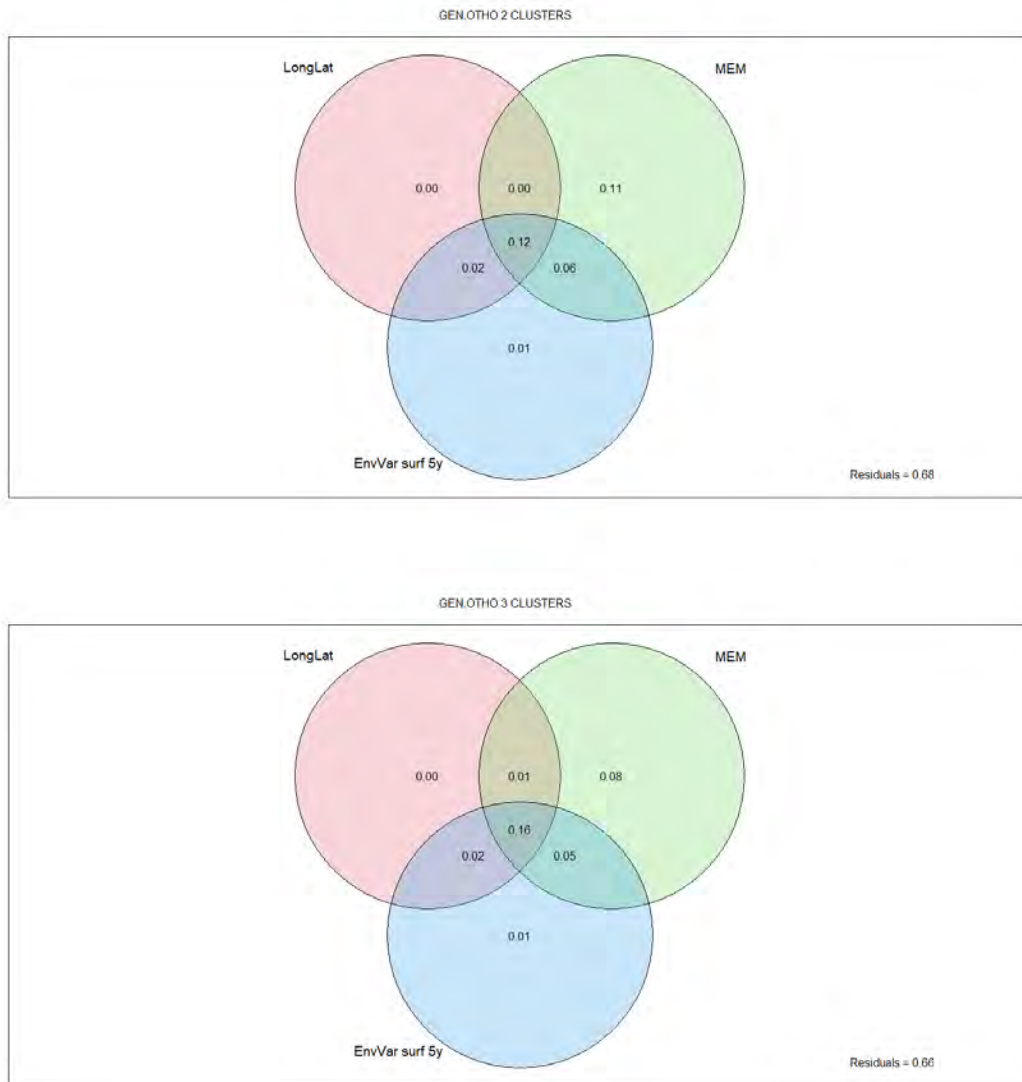 GEN.OTHO 2 CLUSTERS
LongLat MEM
0.00 0.00 0.11
0.12
0.02 0.06
0.01
EnvVar surf 5y
Residuals = 0.68
GEN.OTHO 3 CLUSTERS
LongLat MEM
0.00 0.01 0.08
0.16
0.02 0.05
0.01
EnvVar surf 5y
Residuals = 0.66